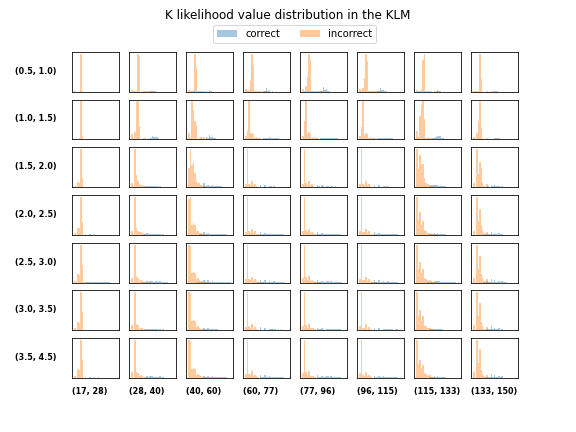 K likelihood value distribution in the KLM
correct incorrect
(0.5, 1.0)
(1.0, 1.5)
(1.5, 2.0)
(2.0, 2.5)
(2.5, 3.0)
(3.0, 3.5)
(3.5, 4.5)
(17, 28) (28, 40) (40, 60) (60, 77) (77, 96) (96, 115) (115, 133) (133, 150)